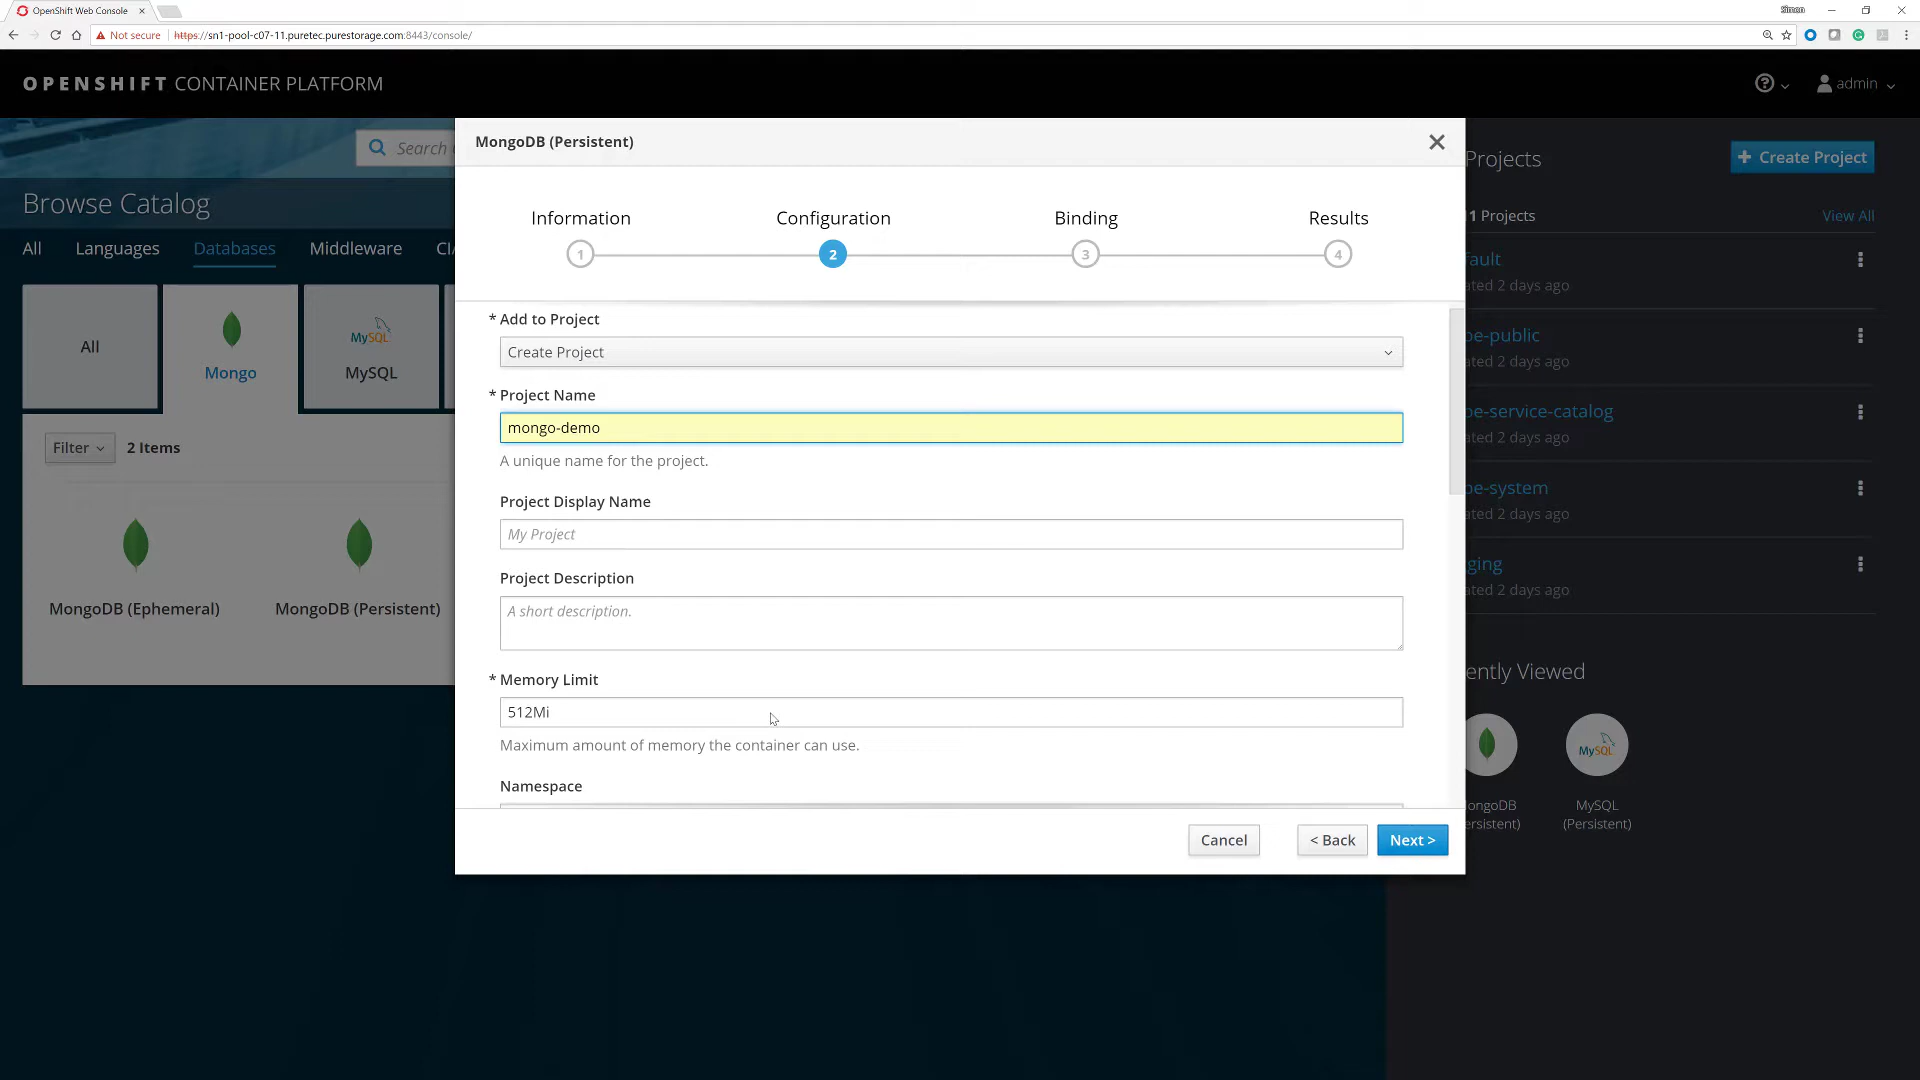 OpenShift Web Console
Simon
Not secure
https://sn1-pool-c07-11.puretec.purestorage.com:8443/console/
OPENSHIFT CONTAINER PLATFORM
admin
Search
Browse Catalog
All
Languages
Databases
Middleware
CI/
All
Mongo
MySQL
MySQL
Filter
2 Items
MongoDB (Ephemeral)
MongoDB (Persistent)
MongoDB (Persistent)
Information
Configuration
Binding
Results
1
2
3
4
* Add to Project
Create Project
* Project Name
mongo-demo
A unique name for the project.
Project Display Name
My Project
Project Description
A short description.
* Memory Limit
512Mi
Maximum amount of memory the container can use.
Namespace
Cancel
< Back
Next >
Projects
+ Create Project
1 Projects
View All
fault
ated 2 days ago
be-public
ated 2 days ago
be-service-catalog
ated 2 days ago
be-system
ated 2 days ago
ging
ated 2 days ago
ently Viewed
MySQL
ongoDB
ersistent)
MySQL
(Persistent)